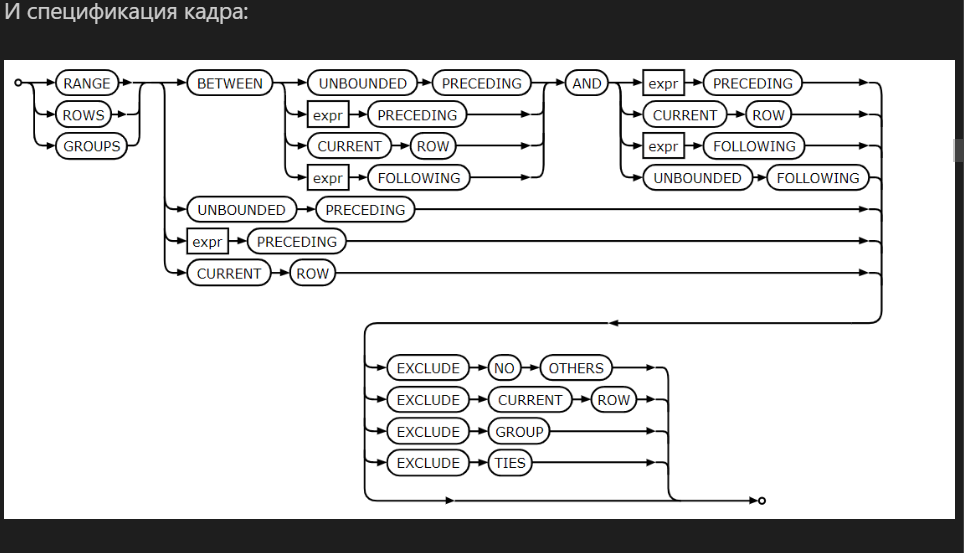 И спецификация кадра:
RANGE BETWEEN UNBOUNDED PRECEDING AND expr PRECEDING
ROWS expr PRECEDING CURRENT ROW
GROUPS CURRENT ROW expr FOLLOWING
expr FOLLOWING UNBOUNDED FOLLOWING
UNBOUNDED PRECEDING
expr PRECEDING
CURRENT ROW
EXCLUDE NO OTHERS
EXCLUDE CURRENT ROW
EXCLUDE GROUP
EXCLUDE TIES